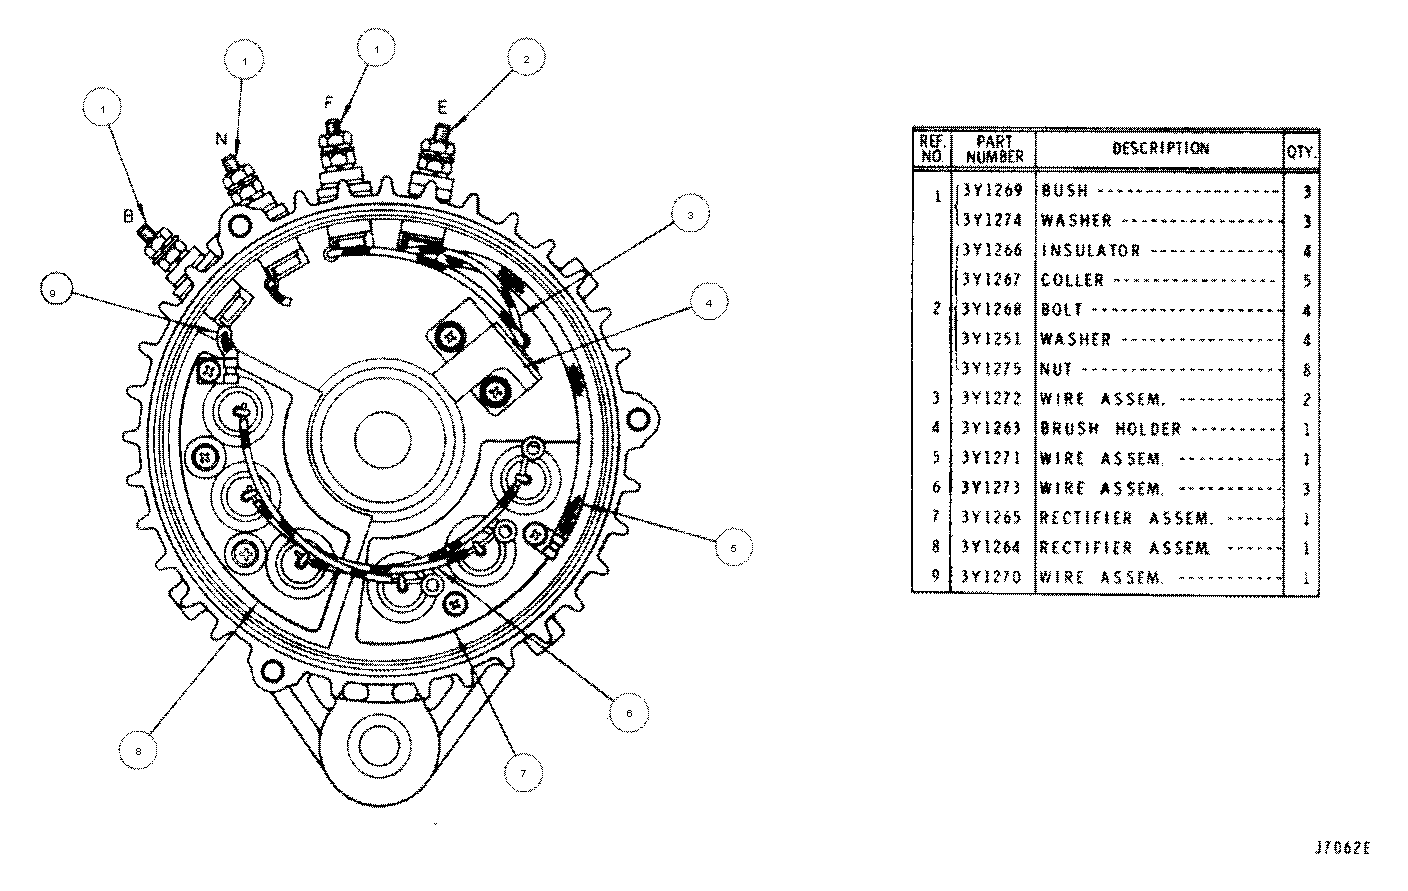 1
1
1
2
F
E
N
B
3
4
9
5
6
7
8
REF. NO. PART NUMBER DESCRIPTION QTY.
1 3Y1269 BUSH 3
3Y1274 WASHER 3
3Y1266 INSULATOR 4
3Y1267 COLLER 5
2 3Y1268 BOLT 4
3Y1251 WASHER 4
3Y1275 NUT 8
3 3Y1272 WIRE ASSEM. 2
4 3Y1263 BRUSH HOLDER 1
5 3Y1271 WIRE ASSEM. 1
6 3Y1273 WIRE ASSEM. 3
7 3Y1265 RECTIFIER ASSEM. 1
8 3Y1264 RECTIFIER ASSEM. 1
9 3Y1270 WIRE ASSEM. 1
J7062E